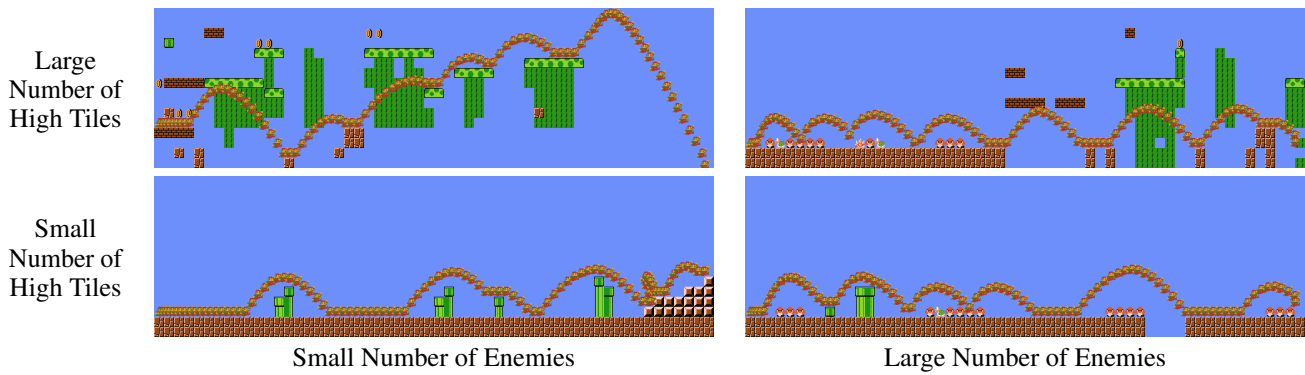 Large
Number of
High Tiles
Small
Number of
High Tiles
Small Number of Enemies
Large Number of Enemies